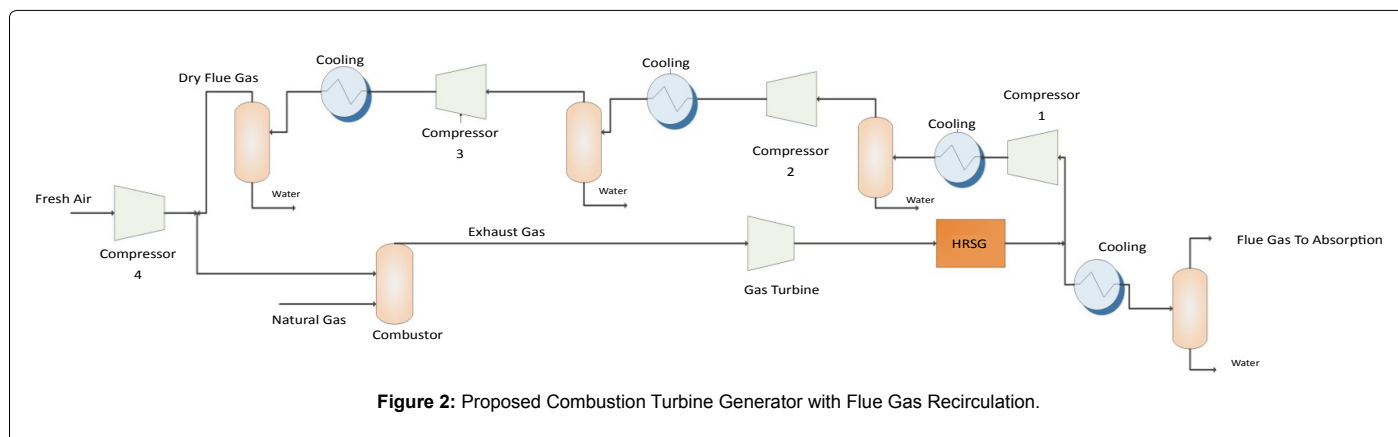 Cooling
Cooling
Dry Flue Gas
Compressor
1
Cooling
Compressor
3
Compressor
2
Water
Water
Water
Fresh Air
Compressor
4
Exhaust Gas
HRSG
Cooling
Flue Gas To Absorption
Gas Turbine
Natural Gas
Combustor
Water
Figure 2: Proposed Combustion Turbine Generator with Flue Gas Recirculation.